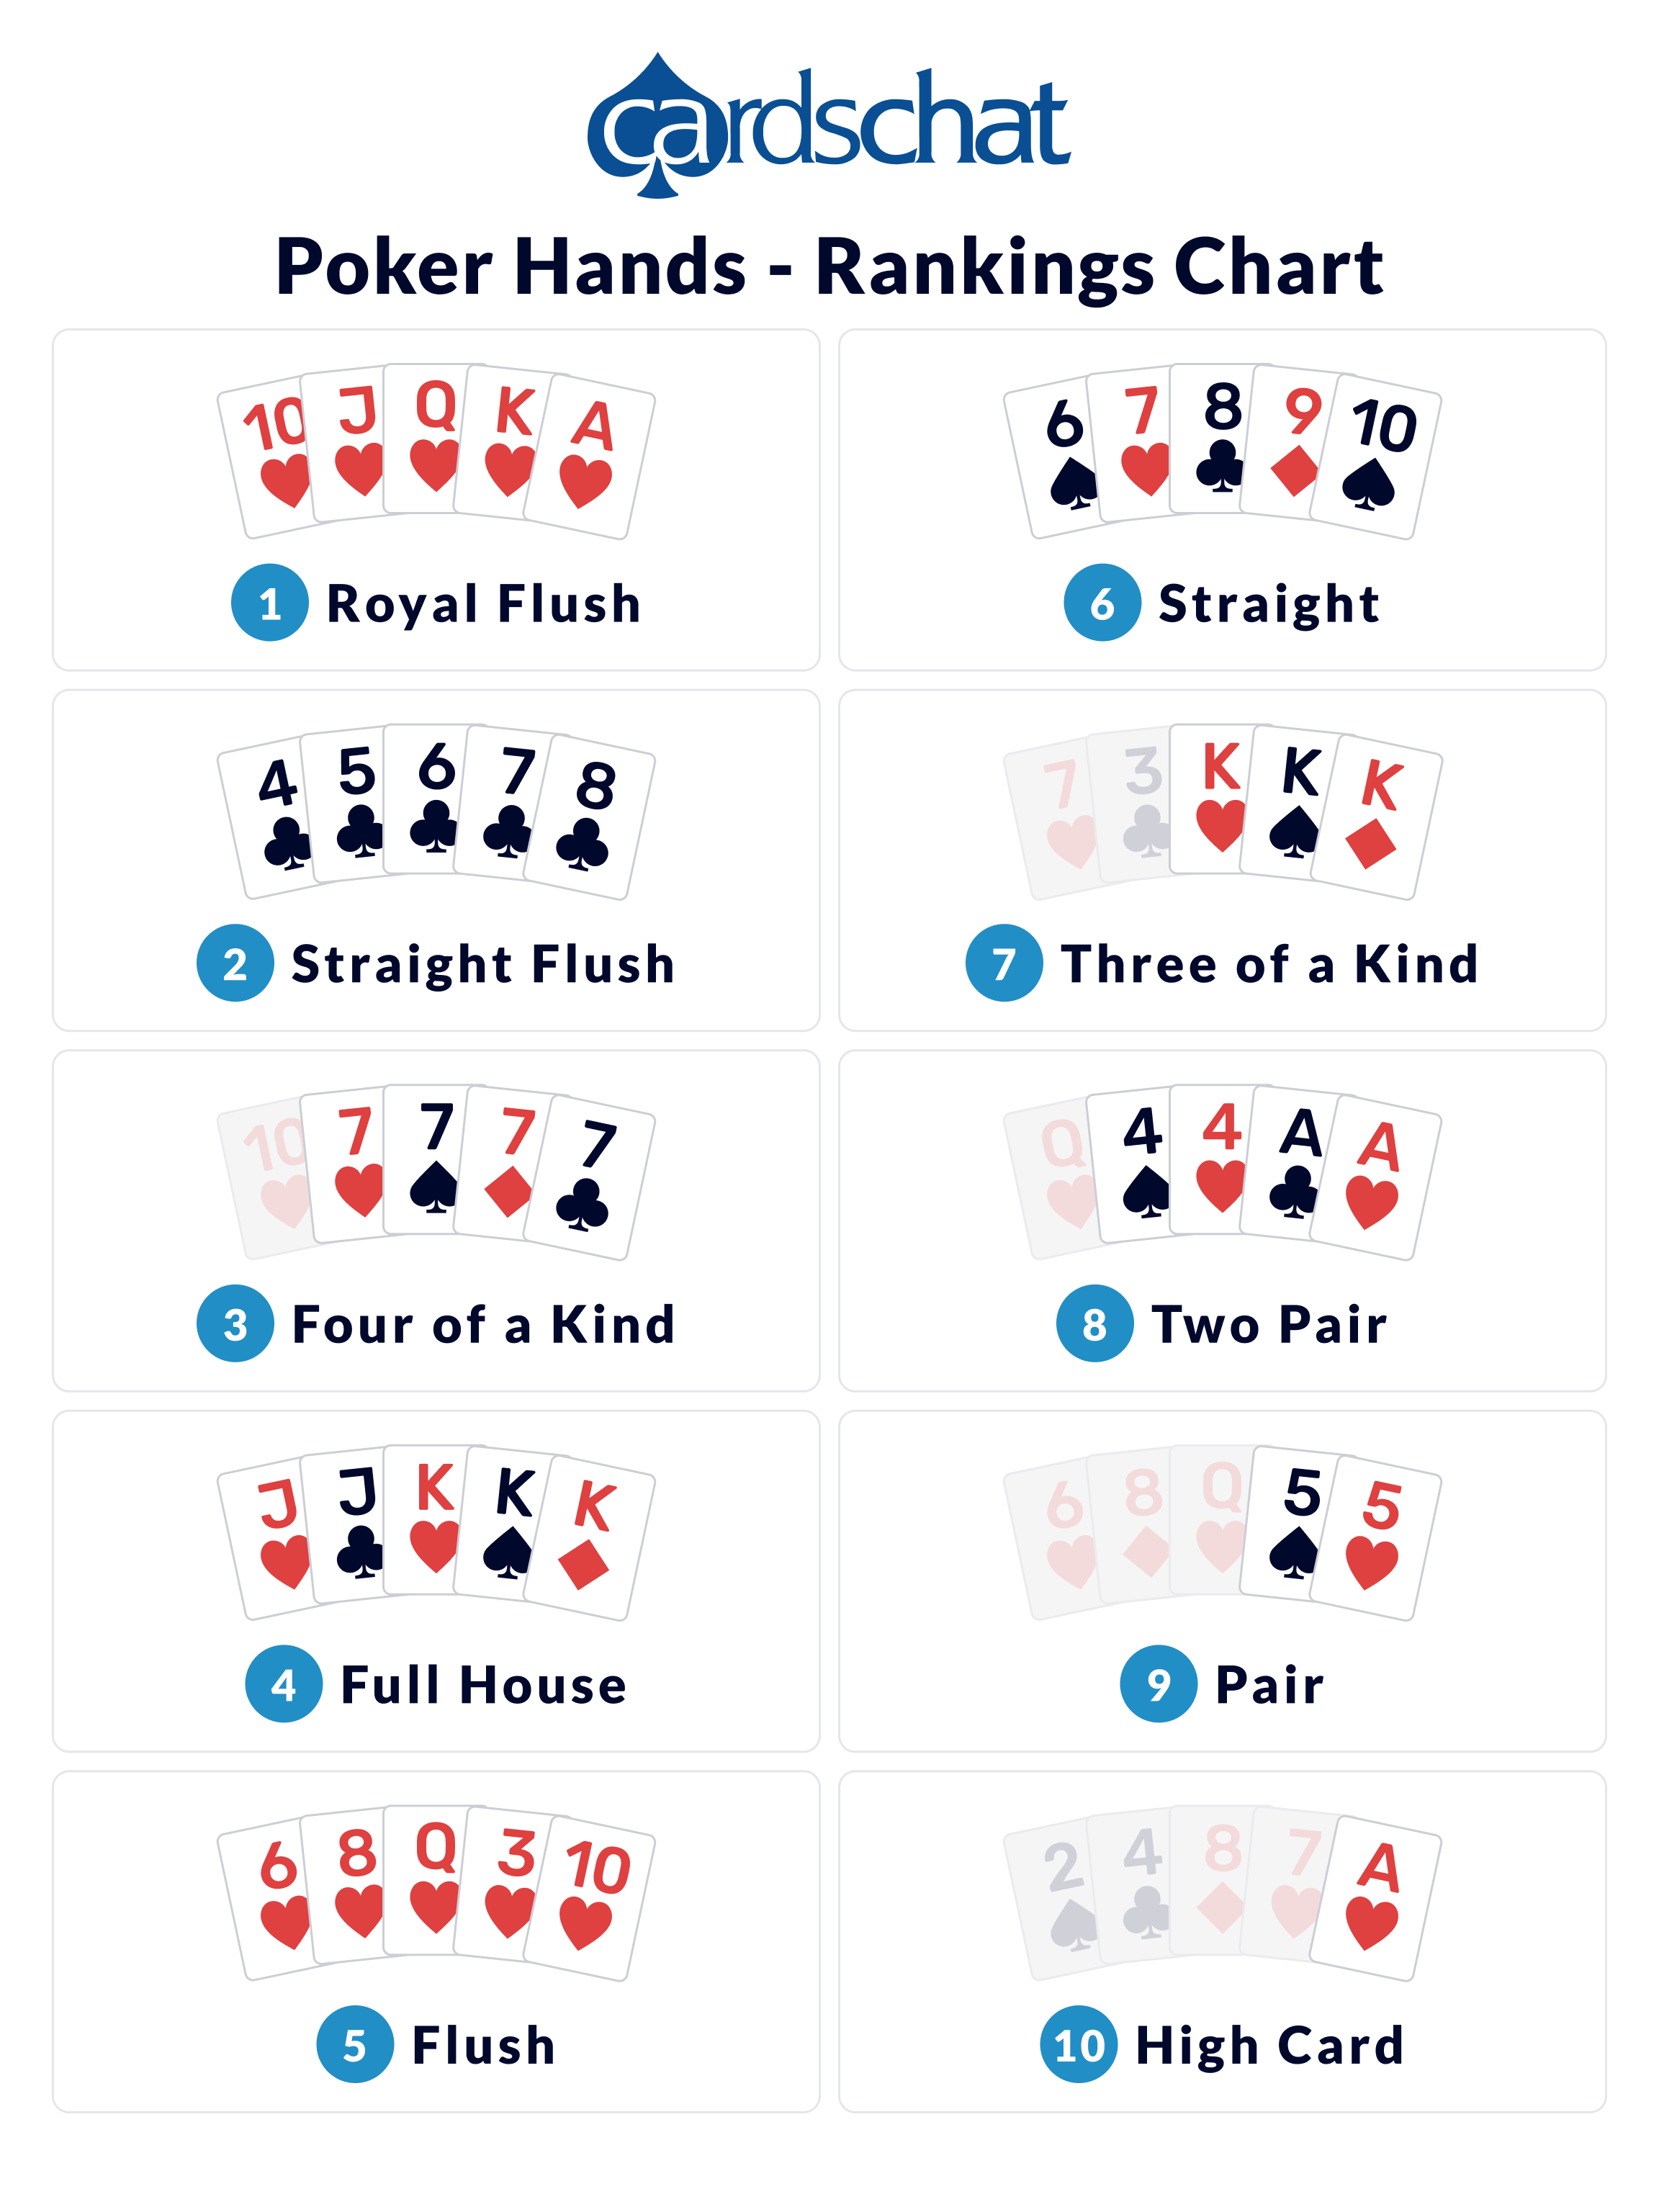 cardschat
Poker Hands - Rankings Chart
10 J Q K A
1 Royal Flush
6 7 8 9 10
6 Straight
4 5 6 7 8
2 Straight Flush
7 3 K K K
7 Three of a Kind
10 7 7 7 7
3 Four of a Kind
Q 4 4 A A
8 Two Pair
J J K K K
4 Full House
6 8 Q 5 5
9 Pair
6 8 Q 3 10
5 Flush
2 4 8 7 A
10 High Card